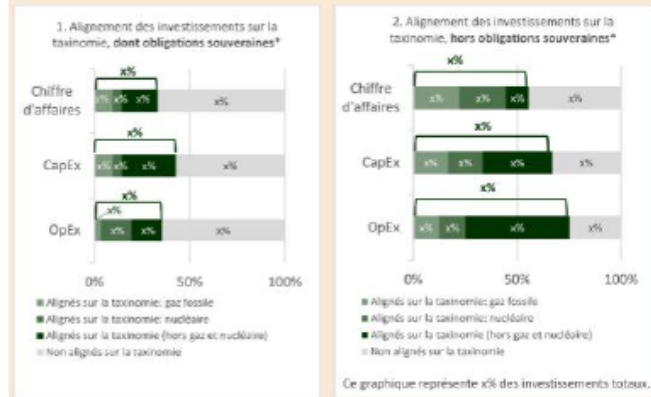 1. Alignement des investissements sur la
taxinomie, dont obligations souveraines*
x%
Chiffre
d'affaires
x% x% x% x%
x%
CapEx
x% x% x% x%
x%
x%
OpEx
x% x% x%
0% 50% 100%
Alignés sur la taxinomie: gaz fossile
Alignés sur la taxinomie: nucléaire
Alignés sur la taxinomie (hors gaz et nucléaire)
Non alignés sur la taxinomie
2. Alignement des investissements sur la
taxinomie, hors obligations souveraines*
x%
Chiffre
d'affaires
x% x% x% x%
x%
CapEx
x% x% x% x%
x%
OpEx
x% x% x% x%
0% 50% 100%
Alignés sur la taxinomie: gaz fossile
Alignés sur la taxinomie: nucléaire
Alignés sur la taxinomie (hors gaz et nucléaire)
Non alignés sur la taxinomie
Ce graphique représente x% des investissements totaux.